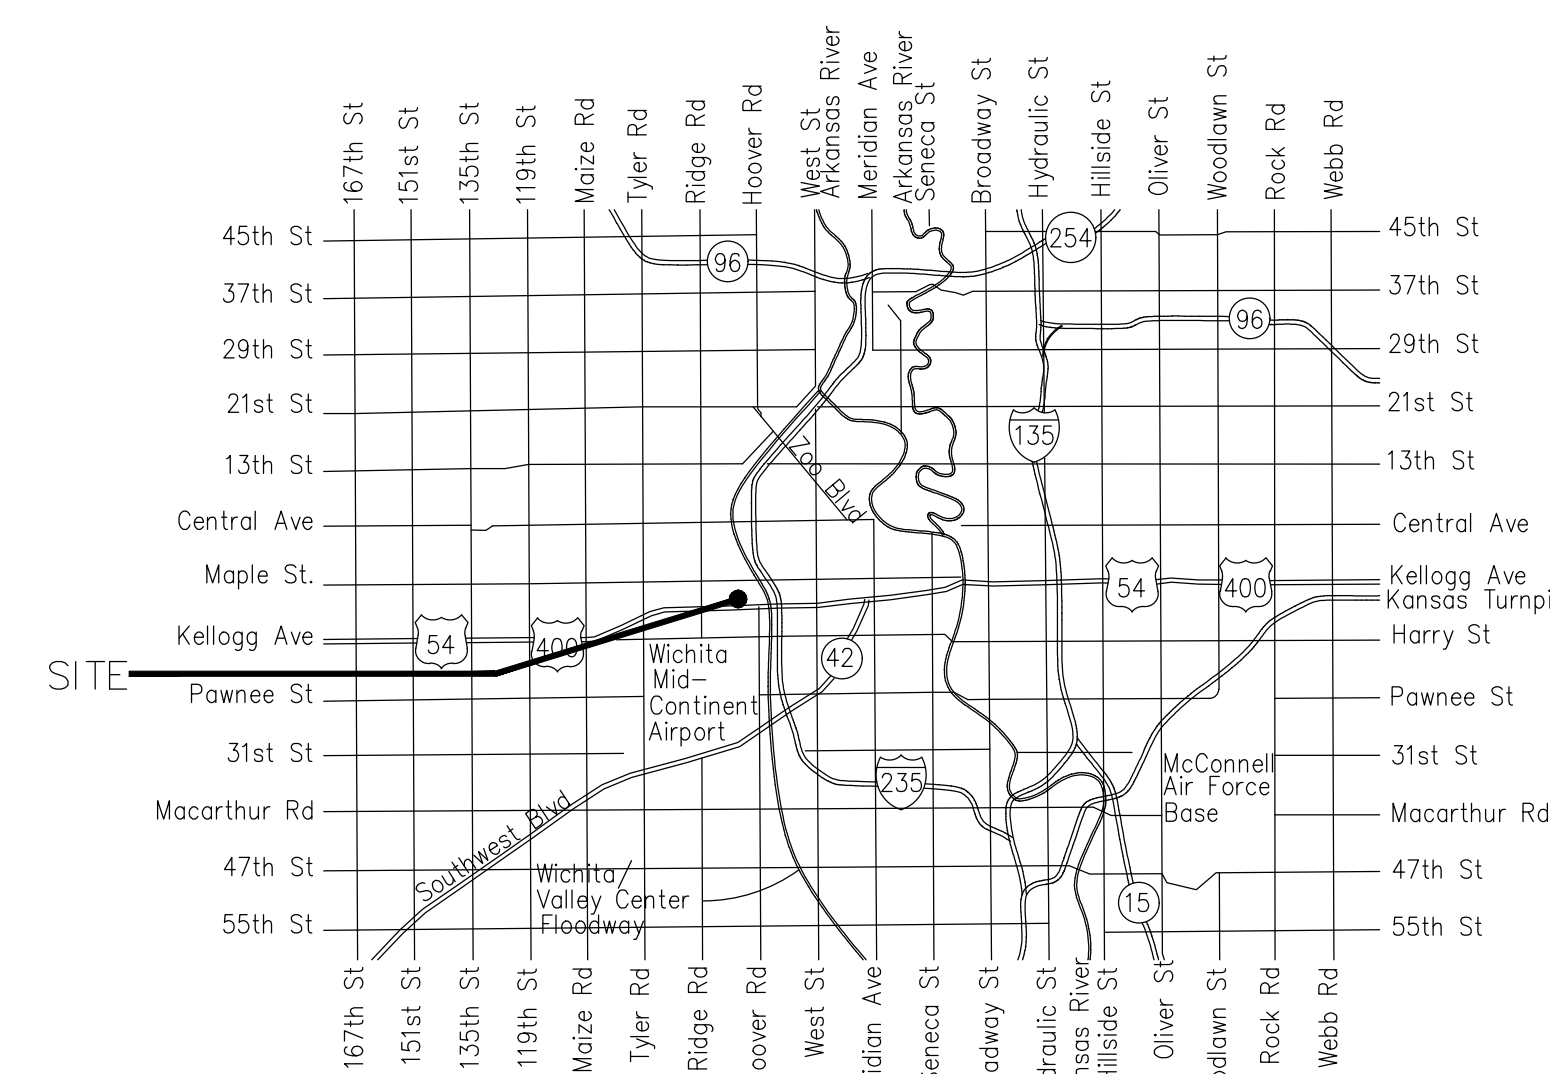 167th St
151st St
135th St
119th St
Maize Rd
Tyler Rd
Ridge Rd
Hoover Rd
West St
Arkansas River
Meridian Ave
Arkansas River
Seneca St
Broadway St
Hydraulic St
Hillside St
Oliver St
Woodlawn St
Rock Rd
Webb Rd
45th St
254
45th St
96
37th St
37th St
96
29th St
29th St
21st St
21st St
135
13th St
13th St
Zoo Blvd
Central Ave
Central Ave
Maple St.
54
400
Kellogg Ave
Kansas Turnpi
Kellogg Ave
54
400
Harry St
SITE
42
Wichita
Mid-
Continent
Airport
Pawnee St
Pawnee St
31st St
31st St
235
McConnell
Air Force
Base
Macarthur Rd
Macarthur Rd
Southwest Blvd
47th St
47th St
Wichita/
Valley Center
Floodway
15
55th St
55th St
167th St
151st St
135th St
119th St
Maize Rd
Tyler Rd
Ridge Rd
oover Rd
West St
idian Ave
Seneca St
adway St
draulic St
nsas River
Hillside St
Oliver St
odlawn St
Rock Rd
Webb Rd